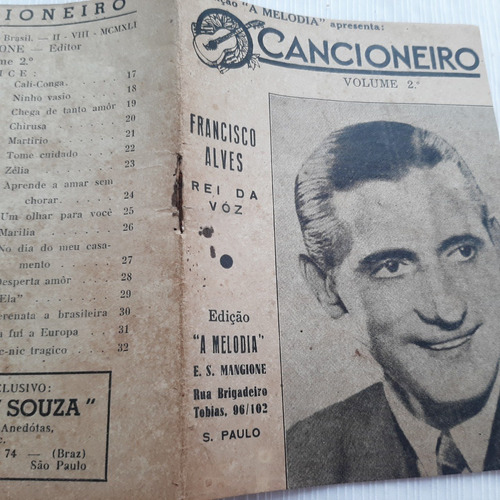 CIONEIRO
Brasil. — II - VIII - MCMXLI
ONE — Editor
me 2.º
ICE:
Cali-Conga. . . . . . 17
Ninho vasio . . . . . 18
Chega de tanto amôr 19
Chirusa . . . . . . . 20
Martírio . . . . . . 21
Tome cuidado . . . . 22
Zélia . . . . . . . . 23
Aprende a amar sem
chorar. . . . . . . 24
Um olhar para você 25
Marilia . . . . . . . 26
No dia do meu casa-
mento . . . . . . . 27
Desperta amôr . . . . 28
"Ela" . . . . . . . . 29
erenata a brasileira 30
a fui a Europa . . . 31
c-nic tragico . . . . 32
CLUSIVO:
SOUZA"
Anedótas,
c.
74 — (Braz)
São Paulo
"A MELODIA" apresenta:
O CANCIONEIRO
VOLUME 2.º
FRANCISCO
ALVES
REI DA
VÓZ
Edição
"A MELODIA"
E. S. MANGIONE
Rua Brigadeiro
Tobias, 96/102
S. PAULO